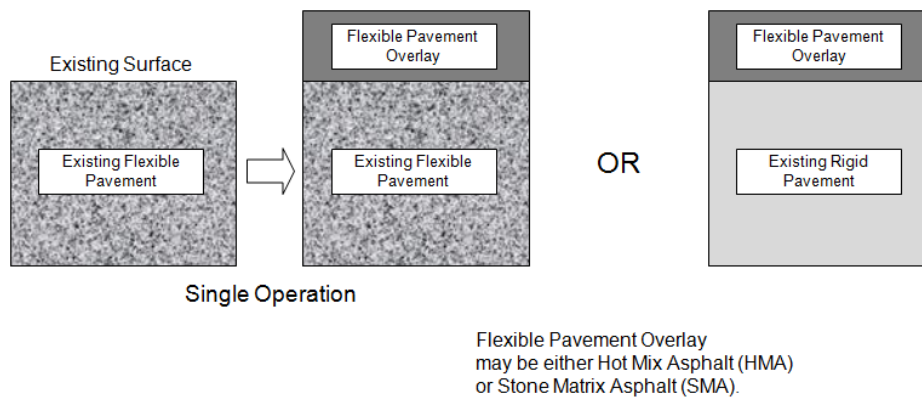 Existing Surface
Existing Flexible
Pavement
Flexible Pavement
Overlay
Existing Flexible
Pavement
Single Operation
OR
Flexible Pavement
Overlay
Existing Rigid
Pavement
Flexible Pavement Overlay
may be either Hot Mix Asphalt (HMA)
or Stone Matrix Asphalt (SMA).